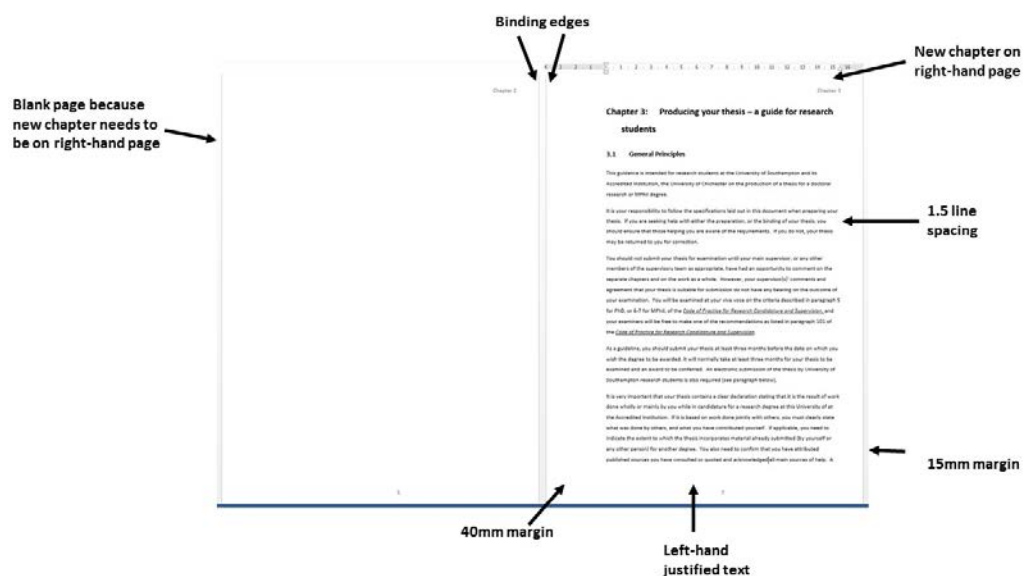 Binding edges
New chapter on
right-hand page
Blank page because
new chapter needs to
be on right-hand page
4 3 2 1 1 2 3 4 5 6 7 8 9 10 11 12 13 14 15 16
Chapter 2
Chapter 3
Chapter 3: Producing your thesis – a guide for research
students
3.1 General Principles
This guidance is intended for research students at the University of Southampton and its
Accredited Institution, the University of Chichester on the production of a thesis for a doctoral
research or MPhil degree.
It is your responsibility to follow the specifications laid out in this document when preparing your
thesis. If you are seeking help with either the preparation, or the binding of your thesis, you
should ensure that those helping you are aware of the requirements. If you do not, your thesis
may be returned to you for correction.
1.5 line
spacing
You should not submit your thesis for examination until your main supervisor, or any other
members of the supervisory team as appropriate, have had an opportunity to comment on the
separate chapters and on the work as a whole. However, your supervisor(s)' comments and
agreement that your thesis is suitable for submission do not have any bearing on the outcome of
your examination. You will be examined at your viva voce on the criteria described in paragraph 5
for PhD, or 6-7 for MPhil, of the Code of Practice for Research Candidature and Supervision, and
your examiners will be free to make one of the recommendations as listed in paragraph 101 of
the Code of Practice for Research Candidature and Supervision.
As a guideline, you should submit your thesis at least three months before the date on which you
wish the degree to be awarded. It will normally take at least three months for your thesis to be
examined and an award to be conferred. An electronic submission of the thesis by University of
Southampton research students is also required (see paragraph below).
It is very important that your thesis contains a clear declaration stating that it is the result of work
done wholly or mainly by you while in candidature for a research degree at this University of at
the Accredited Institution. If it is based on work done jointly with others, you must clearly state
what was done by others, and what you have contributed yourself. If applicable, you need to
indicate the extent to which the thesis incorporates material already submitted (by yourself or
any other person) for another degree. You also need to confirm that you have attributed
published sources you have consulted or quoted and acknowledged all main sources of help. A
15mm margin
40mm margin
Left-hand
justified text